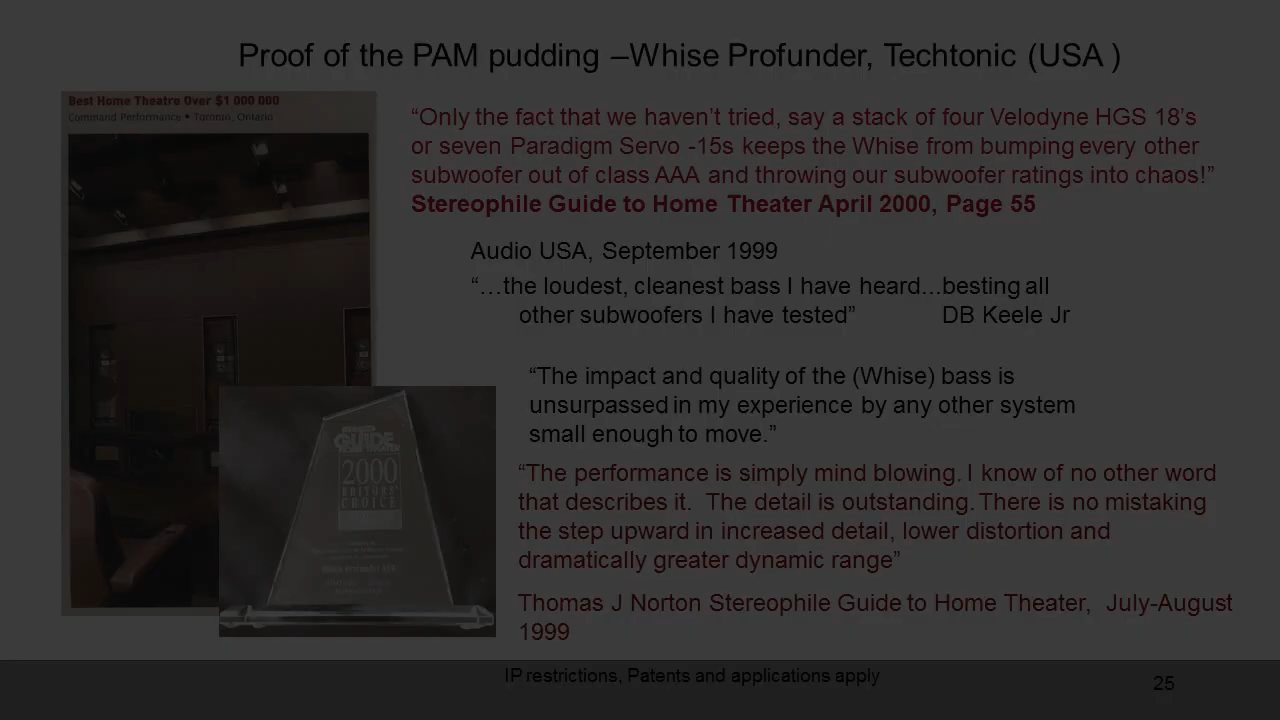 Proof of the PAM pudding –Whise Profunder, Techtonic (USA )
Best Home Theatre Over $1 000 000
Command Performance • Toronto, Ontario
“Only the fact that we haven’t tried, say a stack of four Velodyne HGS 18’s
or seven Paradigm Servo -15s keeps the Whise from bumping every other
subwoofer out of class AAA and throwing our subwoofer ratings into chaos!”
Stereophile Guide to Home Theater April 2000, Page 55
Audio USA, September 1999
“…the loudest, cleanest bass I have heard...besting all
other subwoofers I have tested” DB Keele Jr
“The impact and quality of the (Whise) bass is
unsurpassed in my experience by any other system
small enough to move.”
“The performance is simply mind blowing. I know of no other word
that describes it. The detail is outstanding. There is no mistaking
the step upward in increased detail, lower distortion and
dramatically greater dynamic range”
Thomas J Norton Stereophile Guide to Home Theater, July-August
1999
GUIDE
2000
EDITORS'
CHOICE
IP restrictions, Patents and applications apply
25